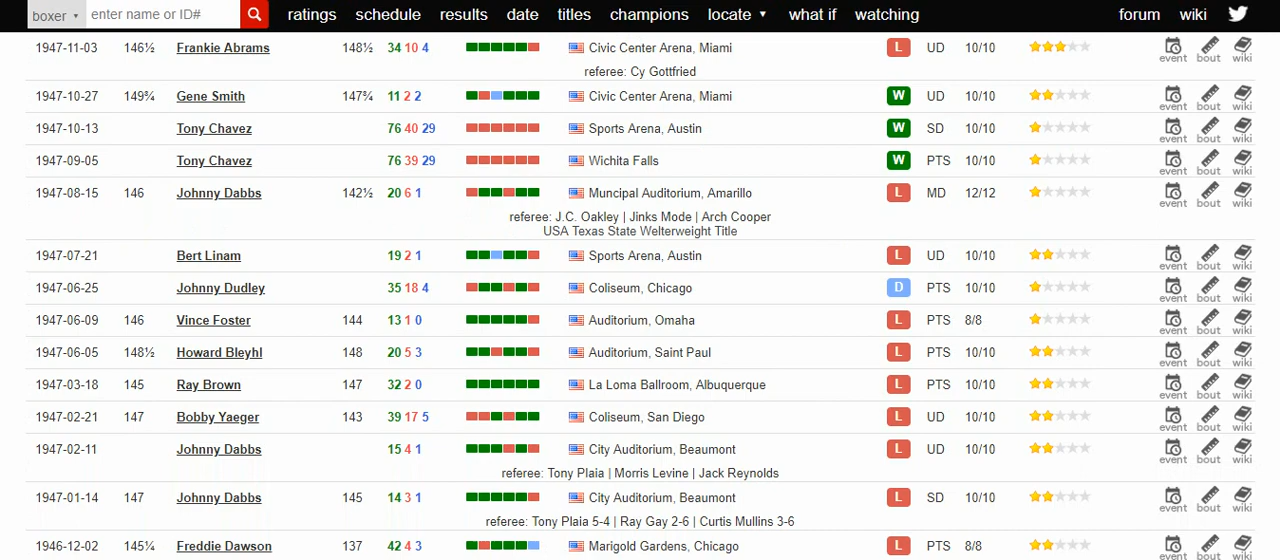 boxer enter name or ID# ratings schedule results date titles champions locate what if watching forum wiki
1947-11-03 146½ Frankie Abrams 148½ 34 10 4 Civic Center Arena, Miami L UD 10/10 event bout wiki
referee: Cy Gottfried
1947-10-27 149¾ Gene Smith 147¾ 11 2 2 Civic Center Arena, Miami W UD 10/10 event bout wiki
1947-10-13 Tony Chavez 76 40 29 Sports Arena, Austin W SD 10/10 event bout wiki
1947-09-05 Tony Chavez 76 39 29 Wichita Falls W PTS 10/10 event bout wiki
1947-08-15 146 Johnny Dabbs 142½ 20 6 1 Muncipal Auditorium, Amarillo L MD 12/12 event bout wiki
referee: J.C. Oakley | Jinks Mode | Arch Cooper
USA Texas State Welterweight Title
1947-07-21 Bert Linam 19 2 1 Sports Arena, Austin L UD 10/10 event bout wiki
1947-06-25 Johnny Dudley 35 18 4 Coliseum, Chicago D PTS 10/10 event bout wiki
1947-06-09 146 Vince Foster 144 13 1 0 Auditorium, Omaha L PTS 8/8 event bout wiki
1947-06-05 148½ Howard Bleyhl 148 20 5 3 Auditorium, Saint Paul L PTS 10/10 event bout wiki
1947-03-18 145 Ray Brown 147 32 2 0 La Loma Ballroom, Albuquerque L PTS 10/10 event bout wiki
1947-02-21 147 Bobby Yaeger 143 39 17 5 Coliseum, San Diego L UD 10/10 event bout wiki
1947-02-11 Johnny Dabbs 15 4 1 City Auditorium, Beaumont L UD 10/10 event bout wiki
referee: Tony Plaia | Morris Levine | Jack Reynolds
1947-01-14 147 Johnny Dabbs 145 14 3 1 City Auditorium, Beaumont L SD 10/10 event bout wiki
referee: Tony Plaia 5-4 | Ray Gay 2-6 | Curtis Mullins 3-6
1946-12-02 145¼ Freddie Dawson 137 42 4 3 Marigold Gardens, Chicago L PTS 8/8 event bout wiki